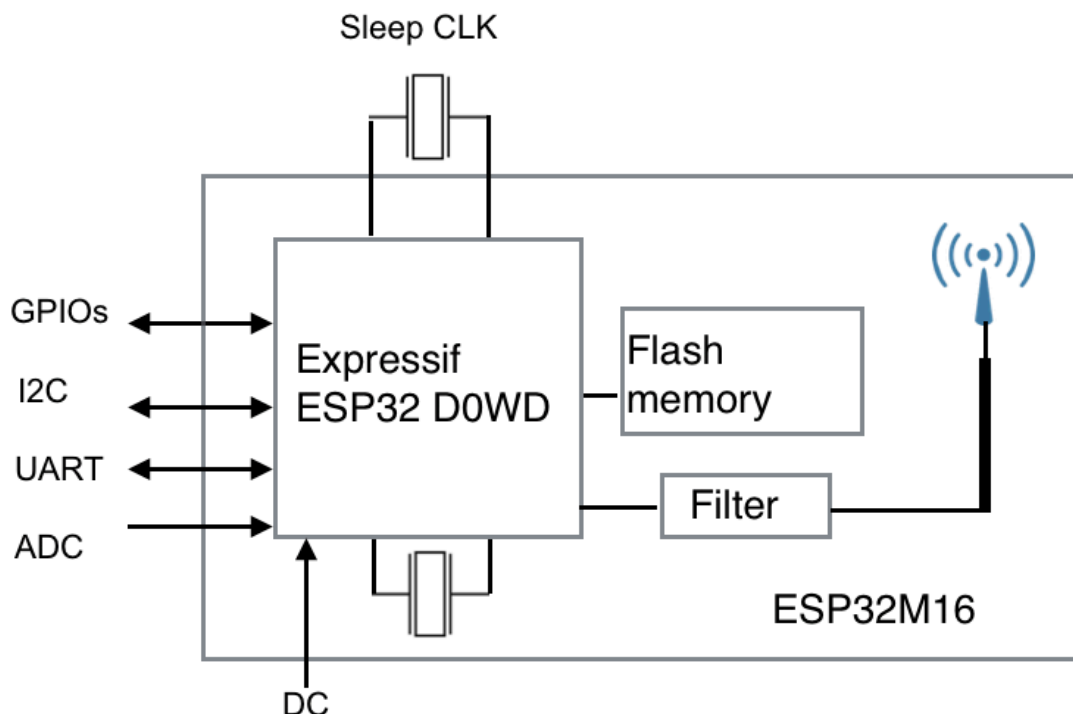 Sleep CLK
GPIOs
I2C
UART
ADC
Expressif
ESP32 D0WD
Flash
memory
Filter
ESP32M16
DC